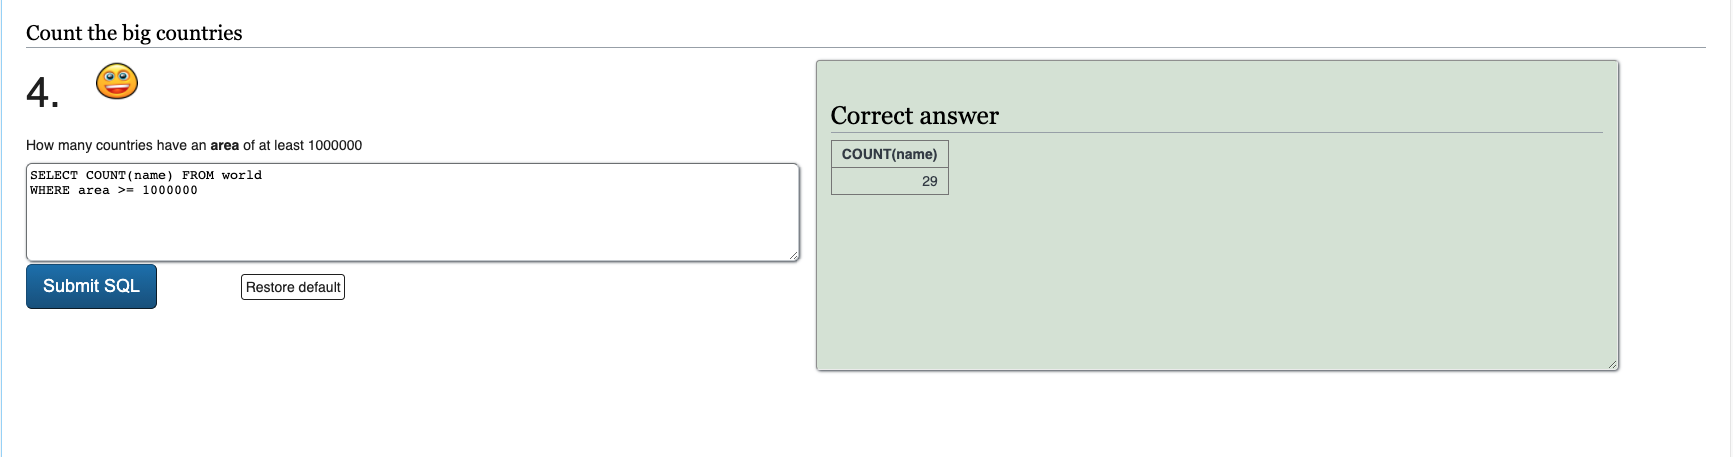 Count the big countries
4.
How many countries have an area of at least 1000000
SELECT COUNT(name) FROM world
WHERE area >= 1000000
Submit SQL
Restore default
Correct answer
COUNT(name)
29